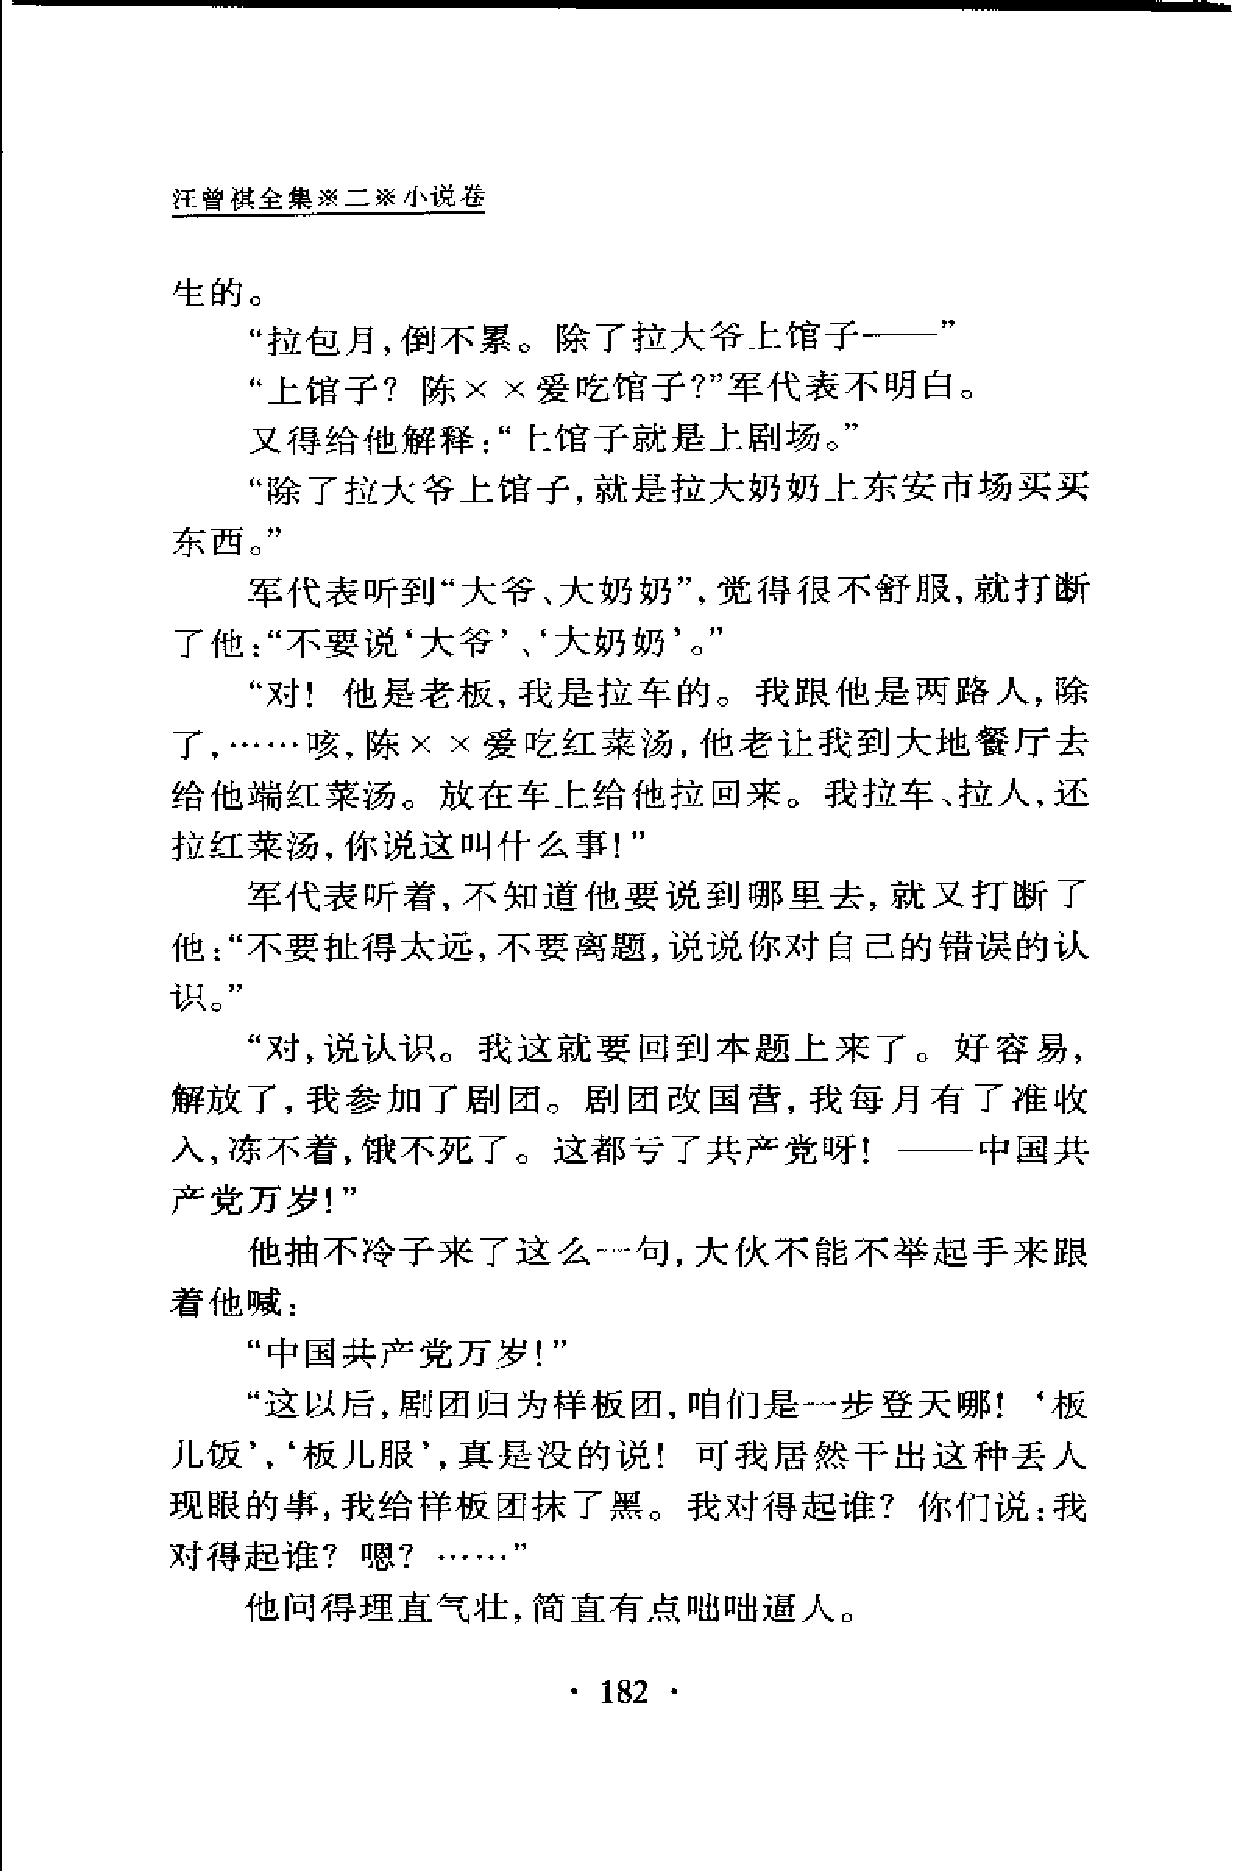 汪曾祺全集※二※小说卷
生的。
“拉包月，倒不累。除了拉大爷上馆子——”
“上馆子？陈××爱吃馆子？”军代表不明白。
又得给他解释：“上馆子就是上剧场。”
“除了拉大爷上馆子，就是拉大奶奶上东安市场买买
东西。”
军代表听到“大爷、大奶奶”，觉得很不舒服，就打断
了他：“不要说‘大爷’、‘大奶奶’。”
“对！他是老板，我是拉车的。我跟他是两路人，除
了，……咳，陈××爱吃红菜汤，他老让我到大地餐厅去
给他端红菜汤。放在车上给他拉回来。我拉车、拉人，还
拉红菜汤，你说这叫什么事！”
军代表听着，不知道他要说到哪里去，就又打断了
他：“不要扯得太远，不要离题，说说你对自己的错误的认
识。”
“对，说认识。我这就要回到本题上来了。好容易，
解放了，我参加了剧团。剧团改国营，我每月有了准收
入，冻不着，饿不死了。这都亏了共产党呀！——中国共
产党万岁！”
他抽不冷子来了这么一句，大伙不能不举起手来跟
着他喊：
“中国共产党万岁！”
“这以后，剧团归为样板团，咱们是一步登天哪！‘板
儿饭’，‘板儿服’，真是没的说！可我居然干出这种丢人
现眼的事，我给样板团抹了黑。我对得起谁？你们说：我
对得起谁？嗯？……”
他问得理直气壮，简直有点咄咄逼人。
· 182 ·